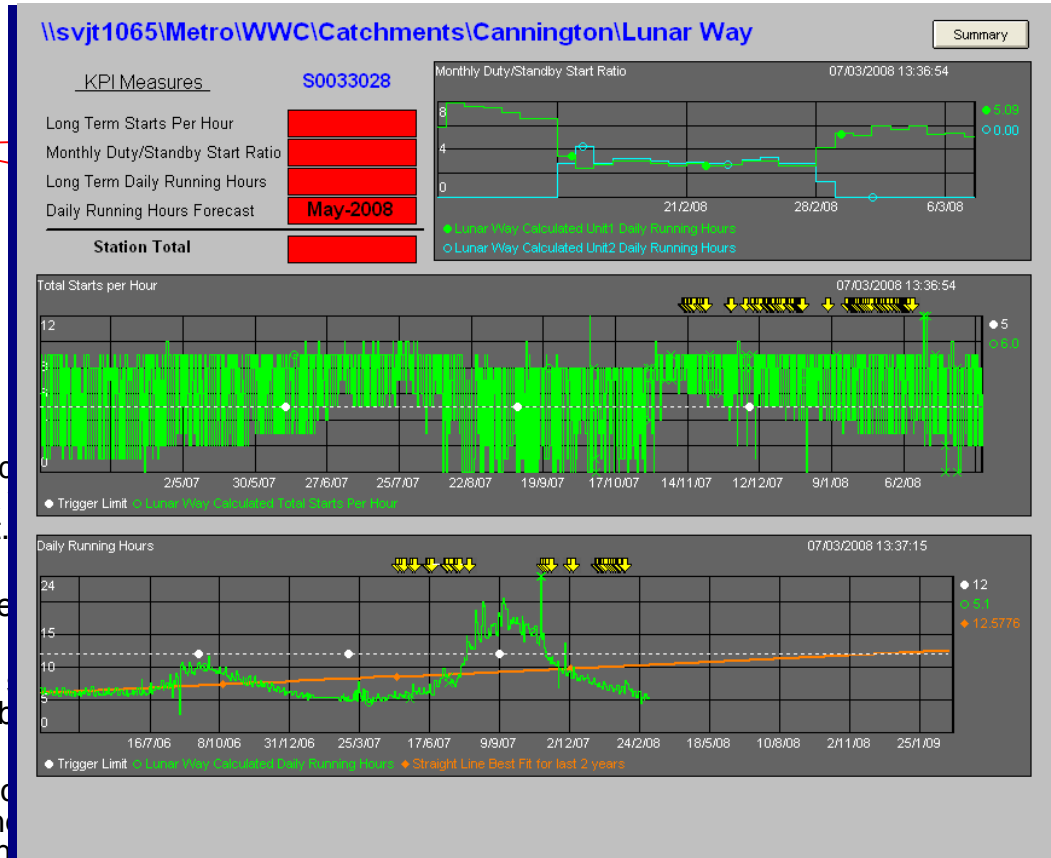 \\svjt1065\Metro\WWC\Catchments\Cannington\Lunar Way
Summary
KPI Measures S0033028
Long Term Starts Per Hour
Monthly Duty/Standby Start Ratio
Long Term Daily Running Hours
Daily Running Hours Forecast May-2008
Station Total
Monthly Duty/Standby Start Ratio 07/03/2008 13:36:54
8
4
0
5.09
0.00
21/2/08 28/2/08 6/3/08
Lunar Way Calculated Unit1 Daily Running Hours
Lunar Way Calculated Unit2 Daily Running Hours
Total Starts per Hour 07/03/2008 13:36:54
12
0
5
6.0
2/5/07 30/5/07 27/6/07 25/7/07 22/8/07 19/9/07 17/10/07 14/11/07 12/12/07 9/1/08 6/2/08
Trigger Limit Lunar Way Calculated Total Starts Per Hour
Daily Running Hours 07/03/2008 13:37:15
24
15
10
5
0
12
5.1
12.5776
16/7/06 8/10/06 31/12/06 25/3/07 17/6/07 9/9/07 2/12/07 24/2/08 18/5/08 10/8/08 2/11/08 25/1/09
Trigger Limit Lunar Way Calculated Daily Running Hours Straight Line Best Fit for last 2 years